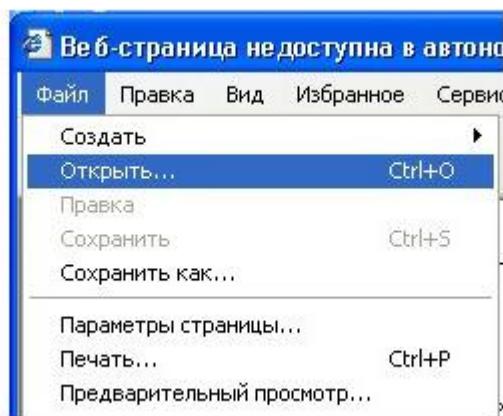 Веб-страница недоступна в автоно
Файл Правка Вид Избранное Сервис
Создать
Открыть... Ctrl+O
Правка
Сохранить Ctrl+S
Сохранить как...
Параметры страницы...
Печать... Ctrl+P
Предварительный просмотр...